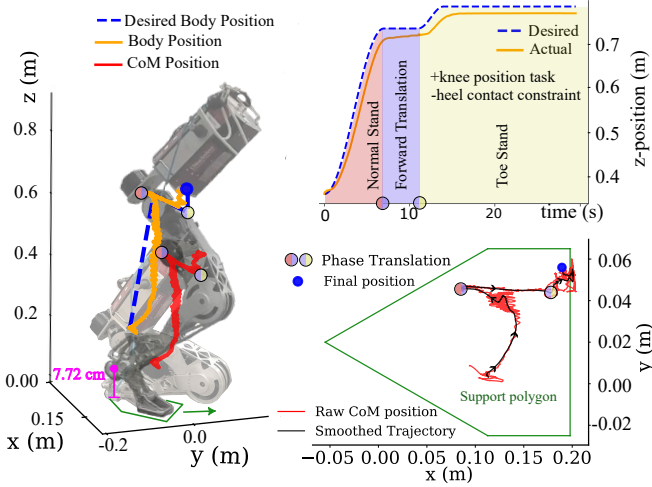 Desired Body Position
Body Position
CoM Position
z (m)
0.8
0.6
0.4
0.2
0.00
0.15
x (m)
-0.2
0.0
y (m)
7.72 cm
Desired
Actual
+knee position task
-heel contact constraint
Normal Stand
Forward Translation
Toe Stand
0.7
0.6
0.5
0.4
z-position (m)
0
10
20
time (s)
Phase Translation
Final position
Support polygon
Raw CoM position
Smoothed Trajectory
0.06
0.04
0.02
0.00
-0.02
y (m)
-0.05
0.00
0.05
0.10
0.15
0.20
x (m)